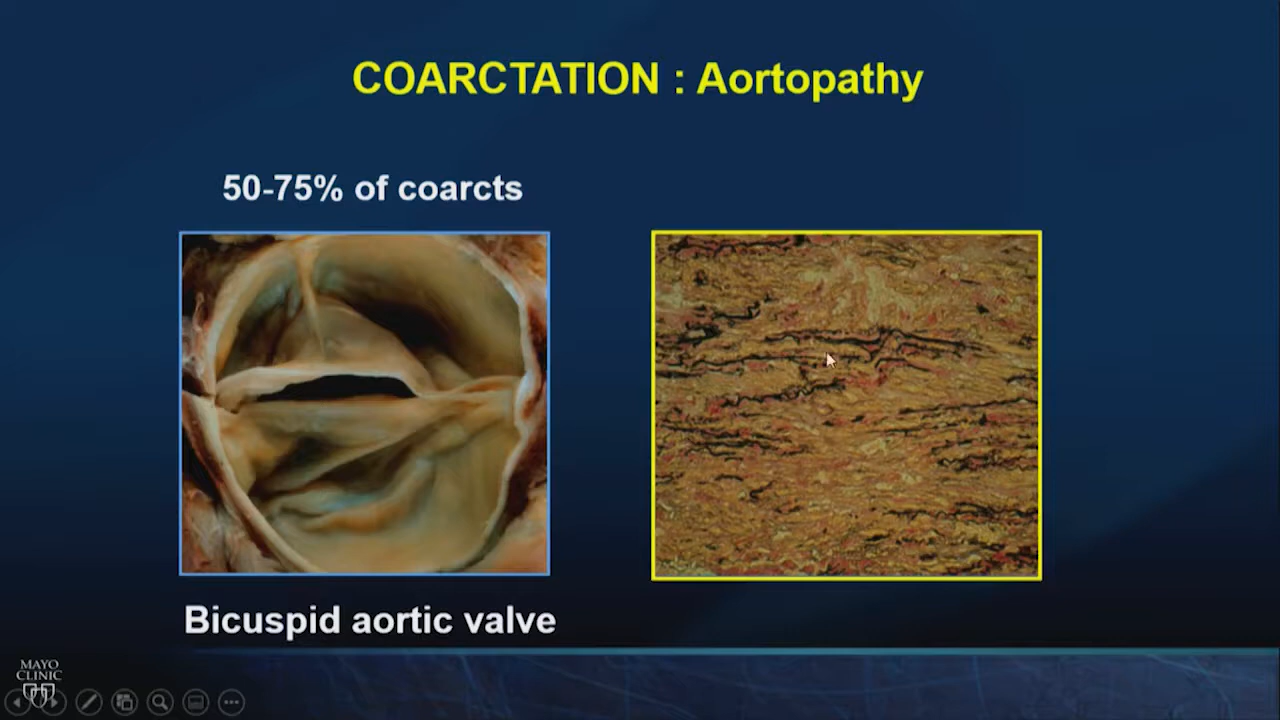 COARCTATION : Aortopathy
50-75% of coarcts
Bicuspid aortic valve
MAYO
CLINIC